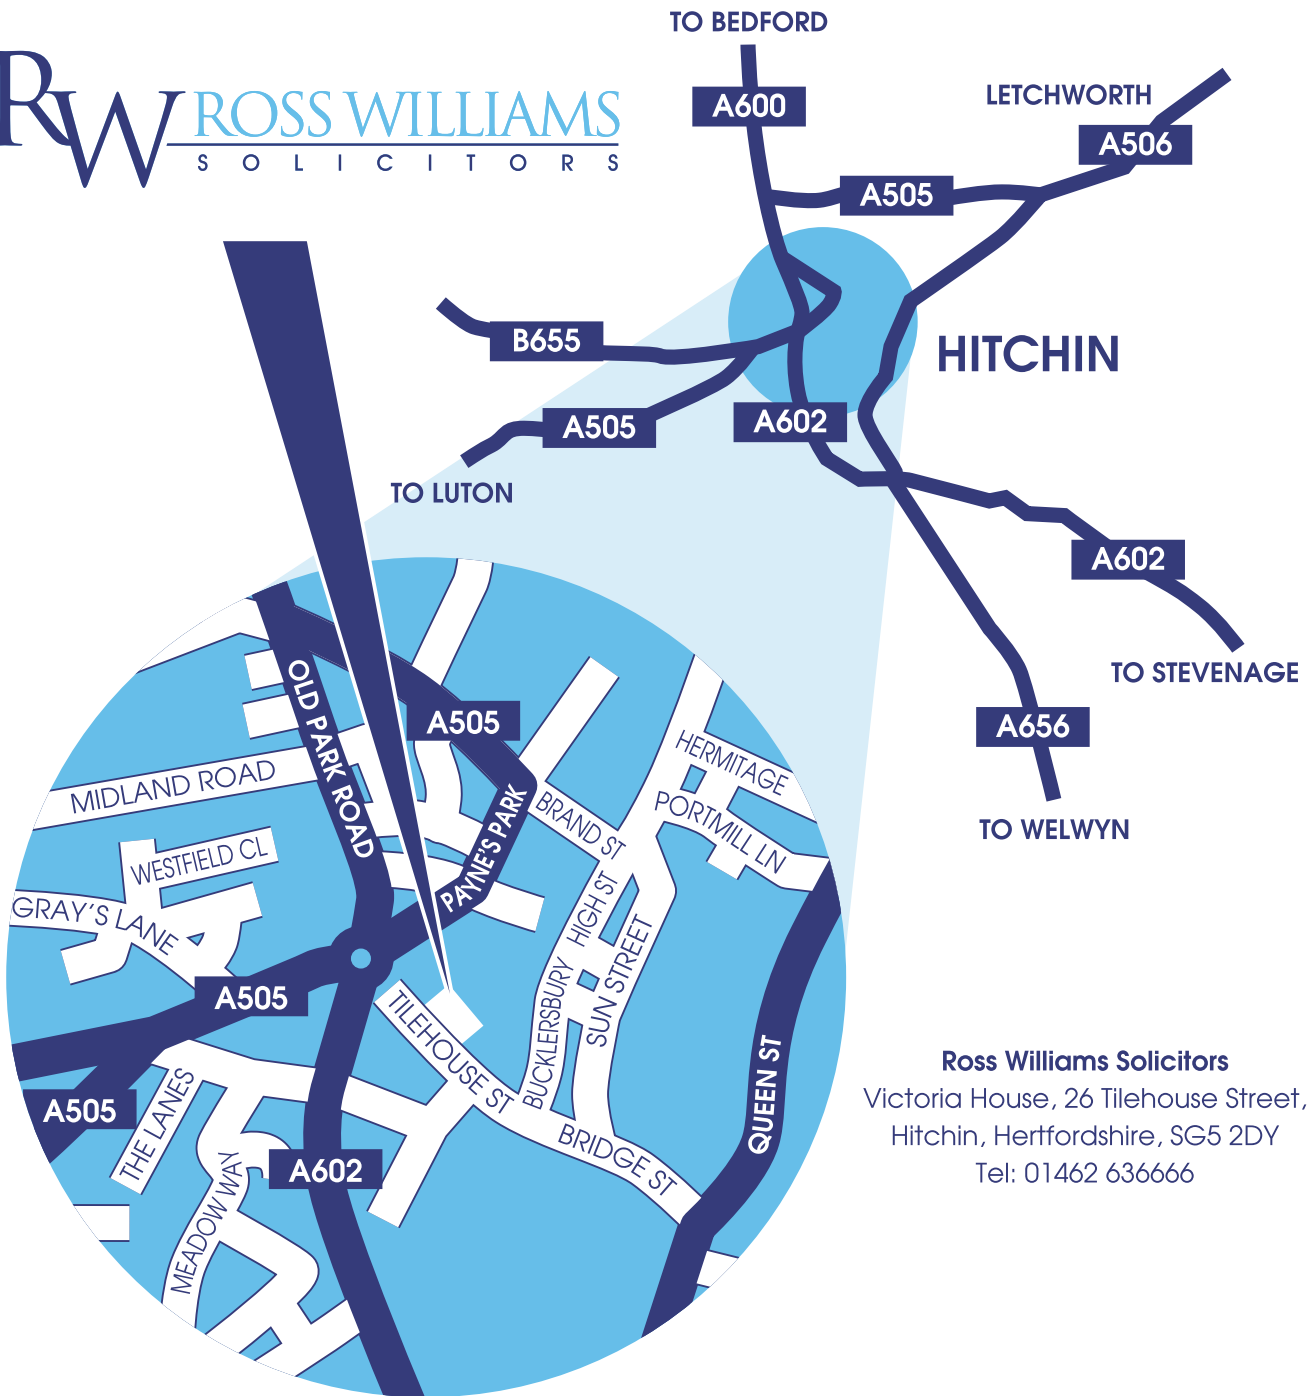 TO BEDFORD
RW ROSS WILLIAMS
SOLICITORS
A600
LETCHWORTH
A506
A505
B655
HITCHIN
A505
A602
TO LUTON
A602
TO STEVENAGE
A656
TO WELWYN
OLD PARK ROAD
A505
HERMITAGE
MIDLAND ROAD
PAYNE'S PARK
BRAND ST
PORTMILL LN
WESTFIELD CL
GRAY'S LANE
HIGH ST
SUN STREET
A505
BUCKLERSBURY
TILEHOUSE ST
QUEEN ST
A505
THE LANES
BRIDGE ST
A602
MEADOW WAY
Ross Williams Solicitors
Victoria House, 26 Tilehouse Street,
Hitchin, Hertfordshire, SG5 2DY
Tel: 01462 636666